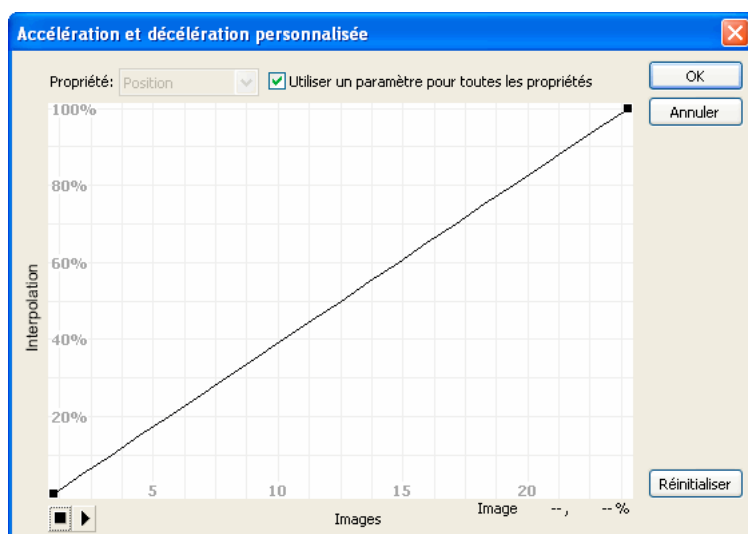 Accélération et décélération personnalisée
Propriété: Position Utiliser un paramètre pour toutes les propriétés OK
Annuler
100%
80%
60%
40%
20%
Interpolation
5 10 15 20
Réinitialiser
Image --, --%
Images